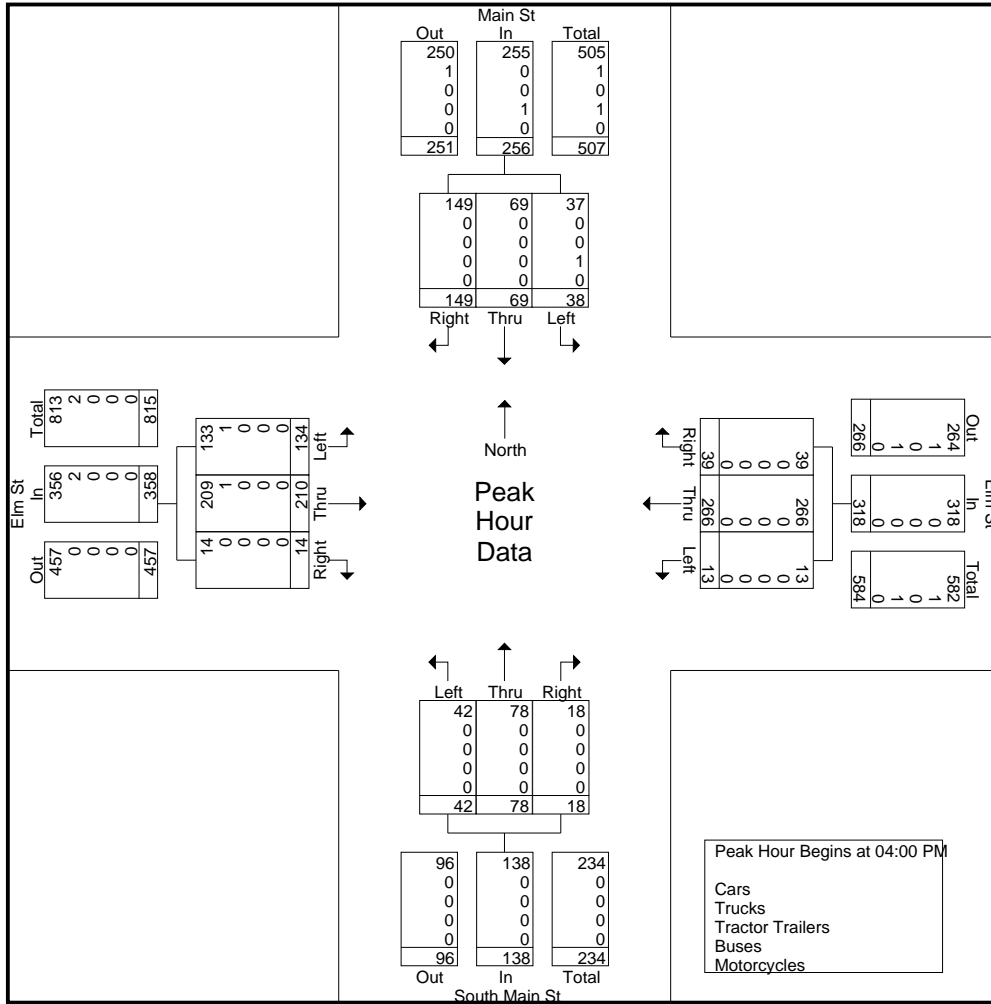 Main St
Out In Total
250 255 505
1 0 1
0 0 0
0 1 1
0 0 0
251 256 507
149 69 37
0 0 0
0 0 0
0 0 1
0 0 0
149 69 38
Right Thru Left
Elm St
Total
813 2 0 0 0 815
In
356 2 0 0 0 358
Out
457 0 0 0 0 457
133 1 0 0 0 134
Left
209 1 0 0 0 210
Thru
14 0 0 0 0 14
Right
North
Peak
Hour
Data
Right
39 0 0 0 0 39
Thru
266 0 0 0 0 266
Left
13 0 0 0 0 13
Out
264 1 0 1 0 266
In
318 0 0 0 0 318
Total
582 1 0 1 0 584
Elm St
Left Thru Right
42 78 18
0 0 0
0 0 0
0 0 0
0 0 0
42 78 18
96 138 234
0 0 0
0 0 0
0 0 0
0 0 0
96 138 234
Out In Total
South Main St
Peak Hour Begins at 04:00 PM
Cars
Trucks
Tractor Trailers
Buses
Motorcycles